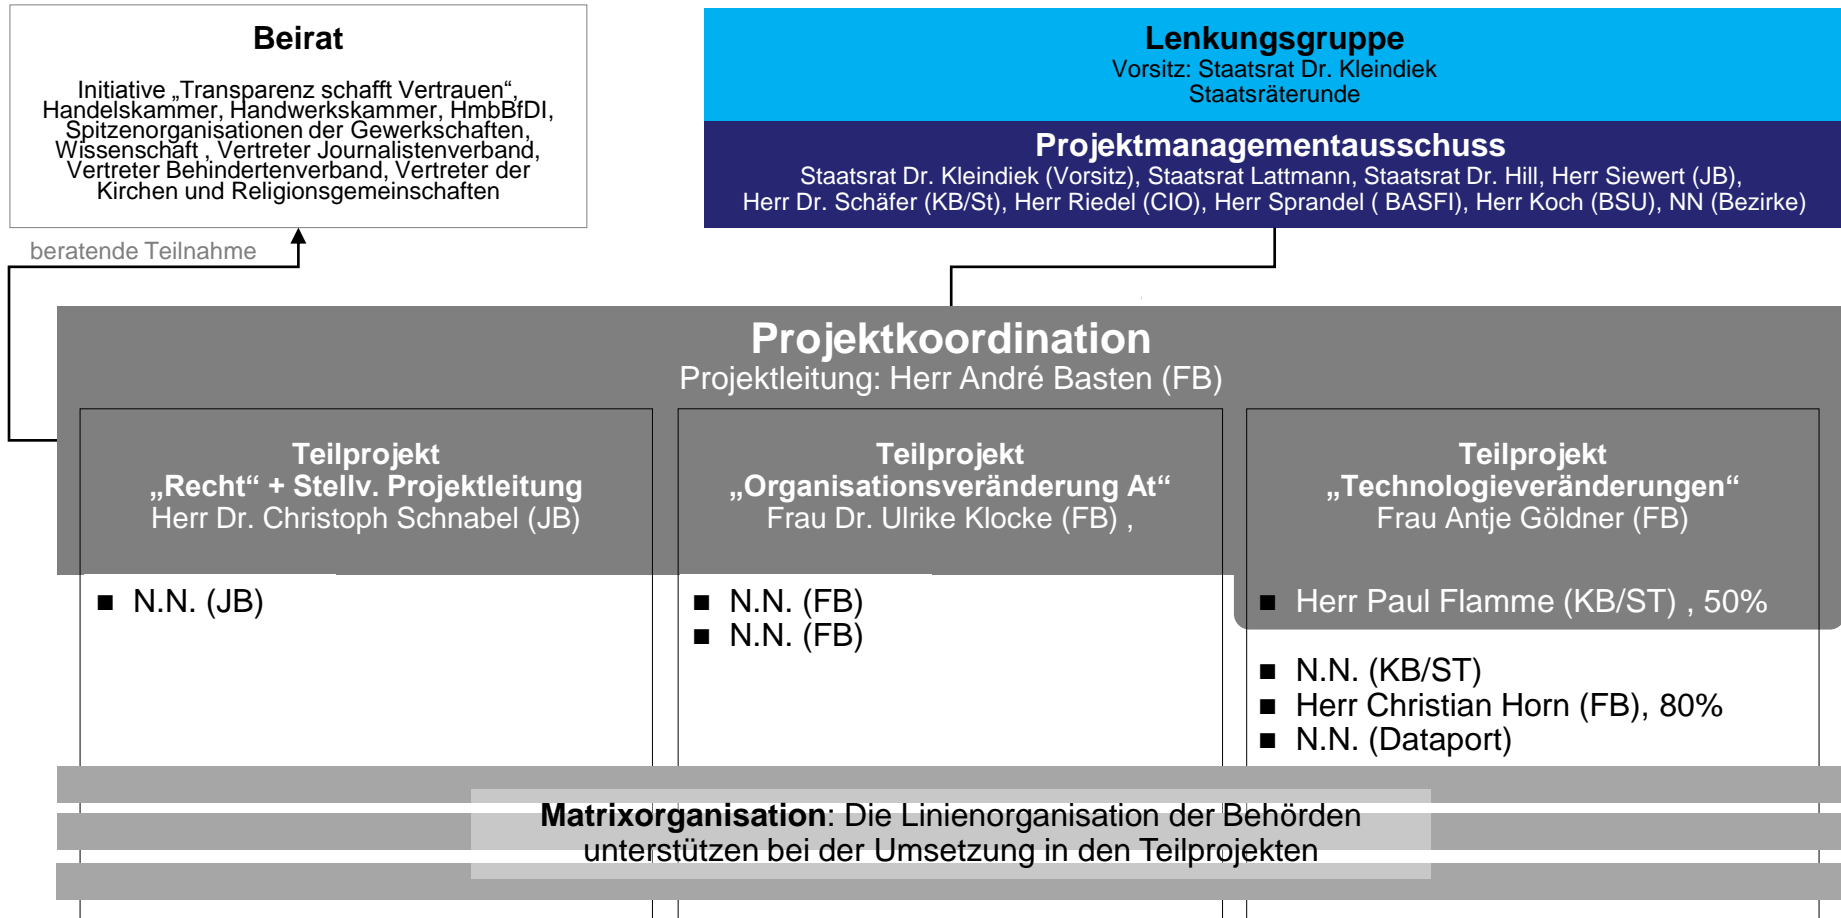 Beirat
Initiative „Transparenz schafft Vertrauen“,
Handelskammer, Handwerkskammer, HmbBfDI,
Spitzenorganisationen der Gewerkschaften,
Wissenschaft , Vertreter Journalistenverband,
Vertreter Behindertenverband, Vertreter der
Kirchen und Religionsgemeinschaften
Lenkungsgruppe
Vorsitz: Staatsrat Dr. Kleindiek
Staatsräterunde
Projektmanagementausschuss
Staatsrat Dr. Kleindiek (Vorsitz), Staatsrat Lattmann, Staatsrat Dr. Hill, Herr Siewert (JB),
Herr Dr. Schäfer (KB/St), Herr Riedel (CIO), Herr Sprandel ( BASFI), Herr Koch (BSU), NN (Bezirke)
beratende Teilnahme
Projektkoordination
Projektleitung: Herr André Basten (FB)
Teilprojekt
„Recht“ + Stellv. Projektleitung
Herr Dr. Christoph Schnabel (JB)
■ N.N. (JB)
Teilprojekt
„Organisationsveränderung At“
Frau Dr. Ulrike Klocke (FB) ,
■ N.N. (FB)
■ N.N. (FB)
Teilprojekt
„Technologieveränderungen“
Frau Antje Göldner (FB)
■ Herr Paul Flamme (KB/ST) , 50%
■ N.N. (KB/ST)
■ Herr Christian Horn (FB), 80%
■ N.N. (Dataport)
Matrixorganisation: Die Linienorganisation der Behörden
unterstützen bei der Umsetzung in den Teilprojekten